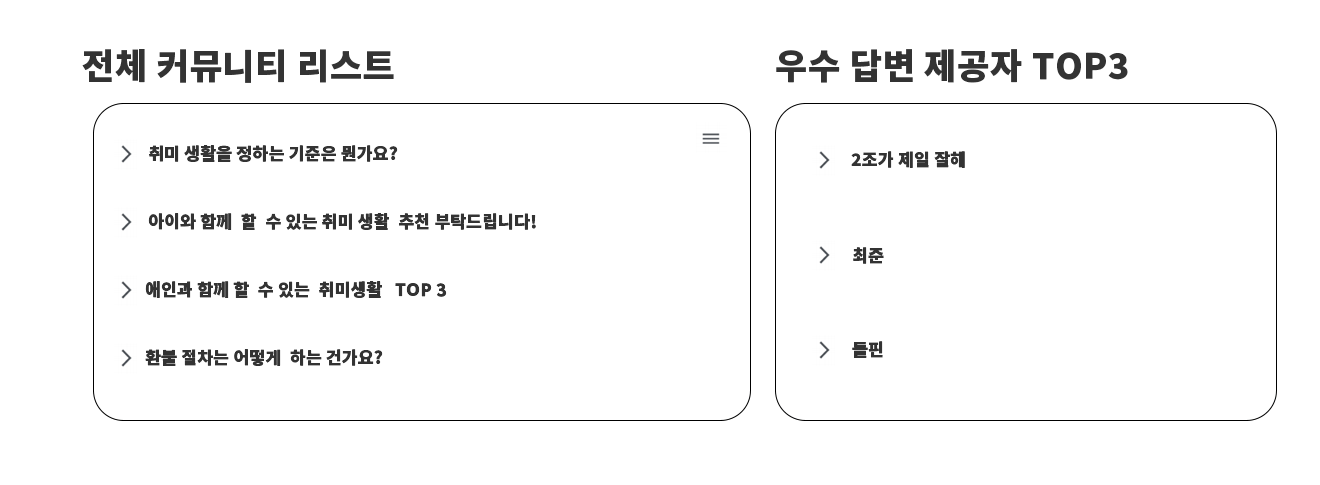 전체 커뮤니티 리스트
취미 생활을 정하는 기준은 뭔가요?
아이와 함께 할 수 있는 취미 생활 추천 부탁드립니다!
애인과 함께 할 수 있는 취미생활 TOP 3
환불 절차는 어떻게 하는 건가요?
우수 답변 제공자 TOP3
2조가 제일 잘해
최준
돌핀